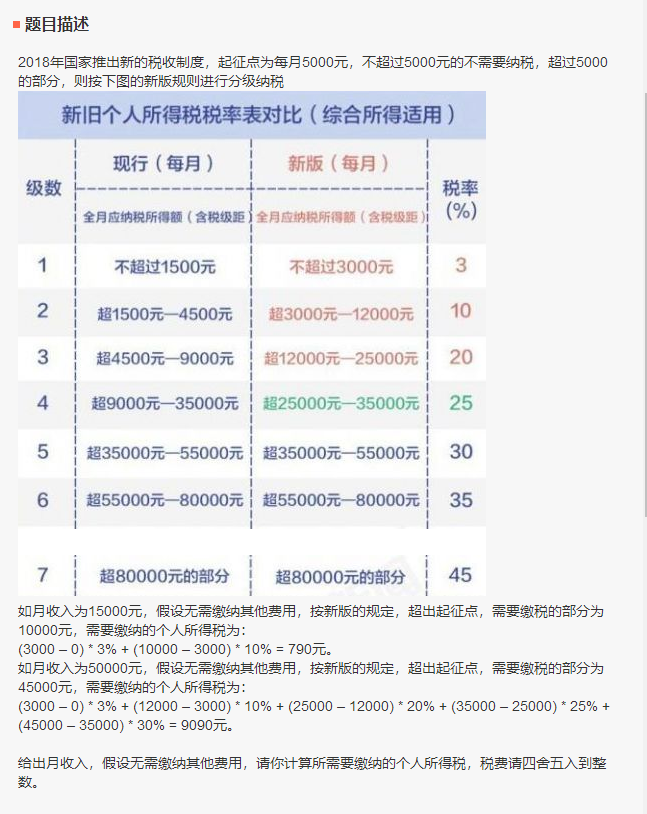 题目描述
2018年国家推出新的税收制度，起征点为每月5000元，不超过5000元的不需要纳税，超过5000
的部分，则按下图的新版规则进行分级纳税
新旧个人所得税税率表对比（综合所得适用）
级数 现行（每月） 新版（每月） 税率
(%)
全月应纳税所得额（含税级距） 全月应纳税所得额（含税级距）
1 不超过1500元 不超过3000元 3
2 超1500元—4500元 超3000元—12000元 10
3 超4500元—9000元 超12000元—25000元 20
4 超9000元—35000元 超25000元—35000元 25
5 超35000元—55000元 超35000元—55000元 30
6 超55000元—80000元 超55000元—80000元 35
7 超80000元的部分 超80000元的部分 45
如月收入为15000元，假设无需缴纳其他费用，按新版的规定，超出起征点，需要缴税的部分为
10000元，需要缴纳的个人所得税为：
(3000 – 0) * 3% + (10000 – 3000) * 10% = 790元。
如月收入为50000元，假设无需缴纳其他费用，按新版的规定，超出起征点，需要缴税的部分为
45000元，需要缴纳的个人所得税为：
(3000 – 0) * 3% + (12000 – 3000) * 10% + (25000 – 12000) * 20% + (35000 – 25000) * 25% +
(45000 – 35000) * 30% = 9090元。
给出月收入，假设无需缴纳其他费用，请你计算所需要缴纳的个人所得税，税费请四舍五入到整
数。